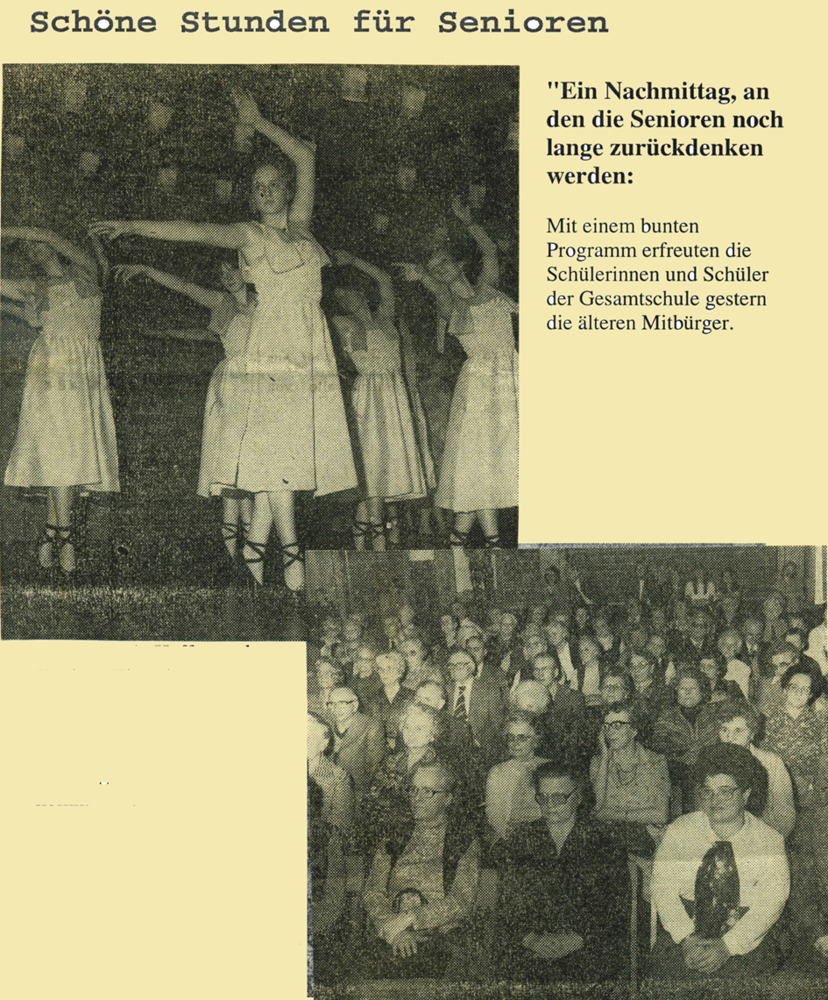 Schöne Stunden für Senioren
"Ein Nachmittag, an
den die Senioren noch
lange zurückdenken
werden:
Mit einem bunten
Programm erfreuten die
Schülerinnen und Schüler
der Gesamtschule gestern
die älteren Mitbürger.